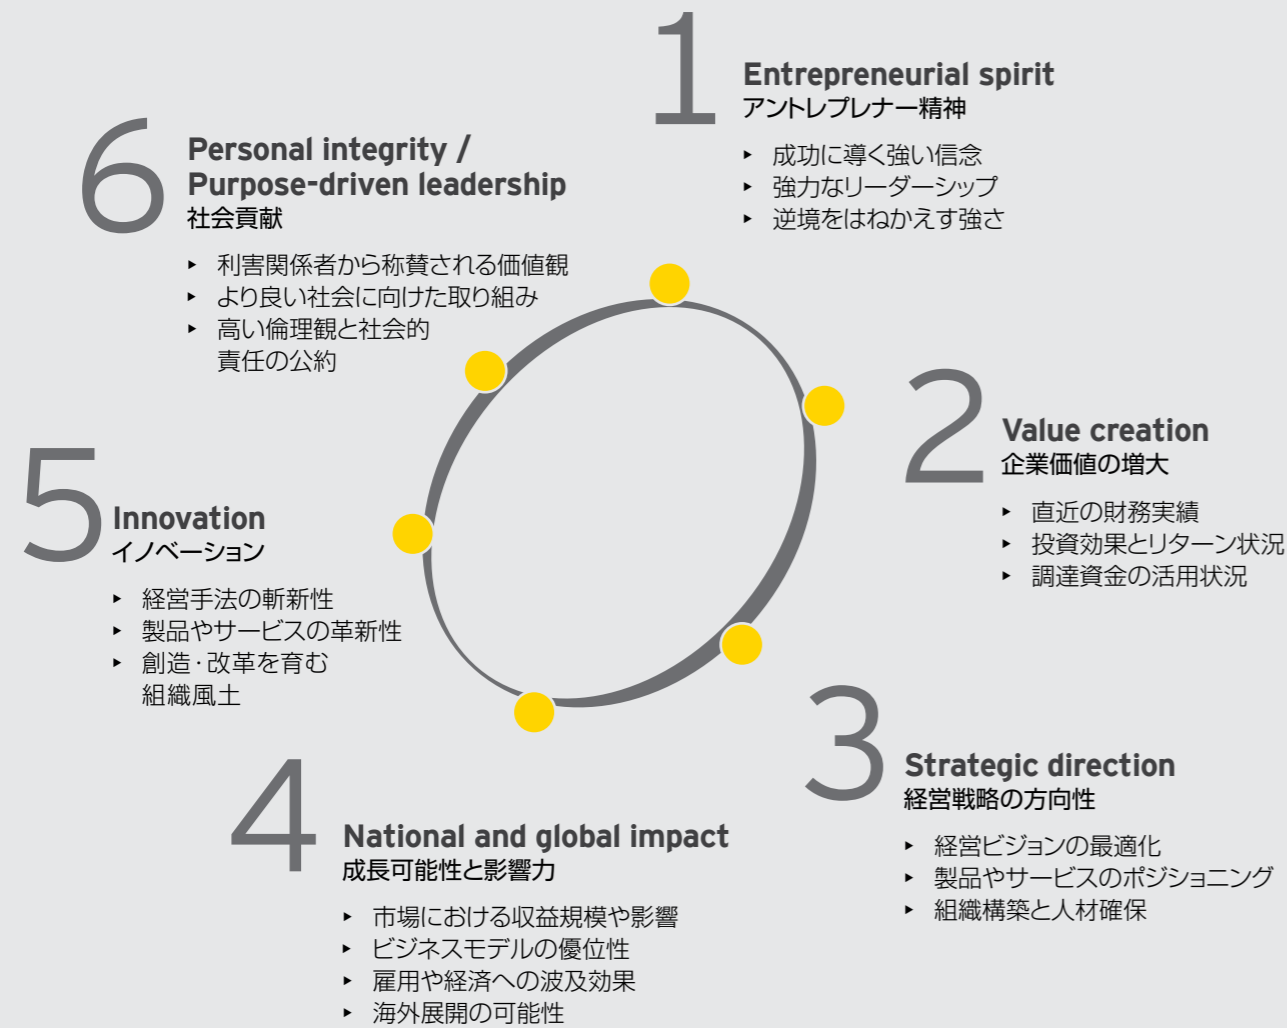 1
Entrepreneurial spirit
アントレプレナー精神
▸ 成功に導く強い信念
▸ 強力なリーダーシップ
▸ 逆境をはねかえす強さ
2
Value creation
企業価値の増大
▸ 直近の財務実績
▸ 投資効果とリターン状況
▸ 調達資金の活用状況
3
Strategic direction
経営戦略の方向性
▸ 経営ビジョンの最適化
▸ 製品やサービスのポジショニング
▸ 組織構築と人材確保
4
National and global impact
成長可能性と影響力
▸ 市場における収益規模や影響
▸ ビジネスモデルの優位性
▸ 雇用や経済への波及効果
▸ 海外展開の可能性
5
Innovation
イノベーション
▸ 経営手法の斬新性
▸ 製品やサービスの革新性
▸ 創造・改革を育む
組織風土
6
Personal integrity /
Purpose-driven leadership
社会貢献
▸ 利害関係者から称賛される価値観
▸ より良い社会に向けた取り組み
▸ 高い倫理観と社会的
責任の公約